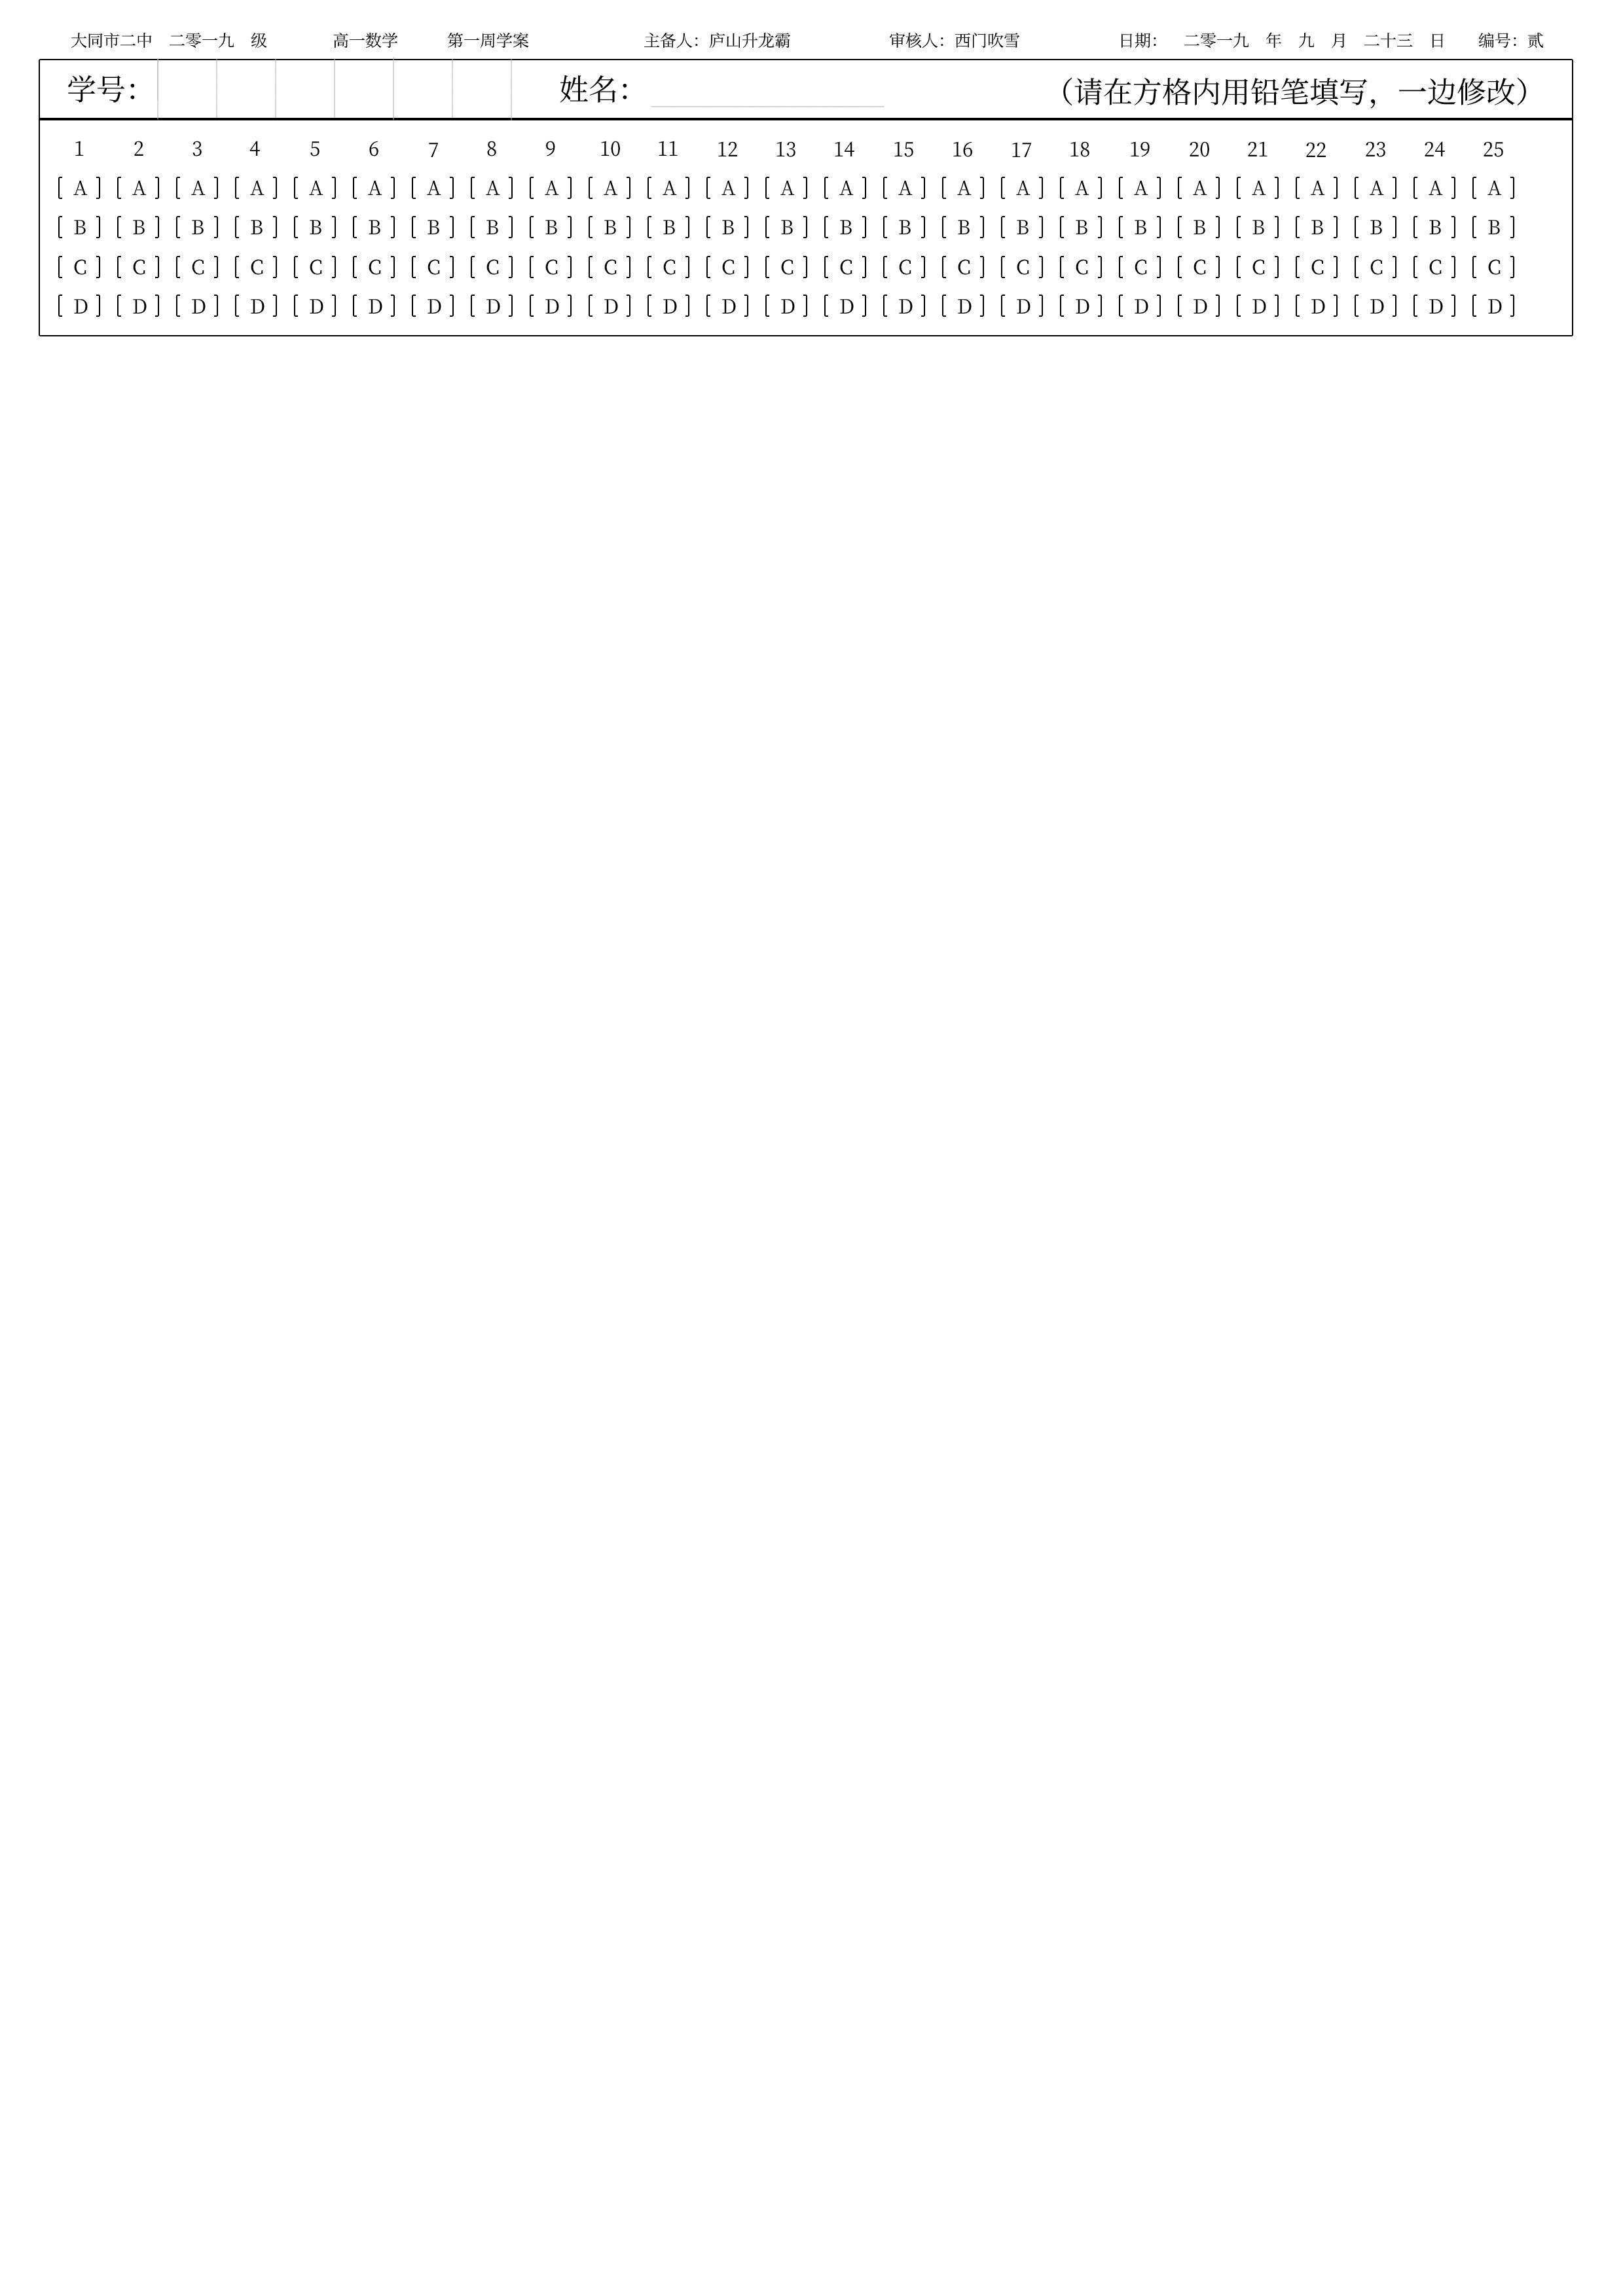 大同市二中 二零一九 级 高一数学 第一周学案 主备人：庐山升龙霸 审核人：西门吹雪 日期： 二零一九 年 九 月 二十三 日 编号：贰
学号： 姓名： （请在方格内用铅笔填写，一边修改）
1 2 3 4 5 6 7 8 9 10 11 12 13 14 15 16 17 18 19 20 21 22 23 24 25
[ A ] [ A ] [ A ] [ A ] [ A ] [ A ] [ A ] [ A ] [ A ] [ A ] [ A ] [ A ] [ A ] [ A ] [ A ] [ A ] [ A ] [ A ] [ A ] [ A ] [ A ] [ A ] [ A ] [ A ] [ A ]
[ B ] [ B ] [ B ] [ B ] [ B ] [ B ] [ B ] [ B ] [ B ] [ B ] [ B ] [ B ] [ B ] [ B ] [ B ] [ B ] [ B ] [ B ] [ B ] [ B ] [ B ] [ B ] [ B ] [ B ] [ B ]
[ C ] [ C ] [ C ] [ C ] [ C ] [ C ] [ C ] [ C ] [ C ] [ C ] [ C ] [ C ] [ C ] [ C ] [ C ] [ C ] [ C ] [ C ] [ C ] [ C ] [ C ] [ C ] [ C ] [ C ] [ C ]
[ D ] [ D ] [ D ] [ D ] [ D ] [ D ] [ D ] [ D ] [ D ] [ D ] [ D ] [ D ] [ D ] [ D ] [ D ] [ D ] [ D ] [ D ] [ D ] [ D ] [ D ] [ D ] [ D ] [ D ] [ D ]